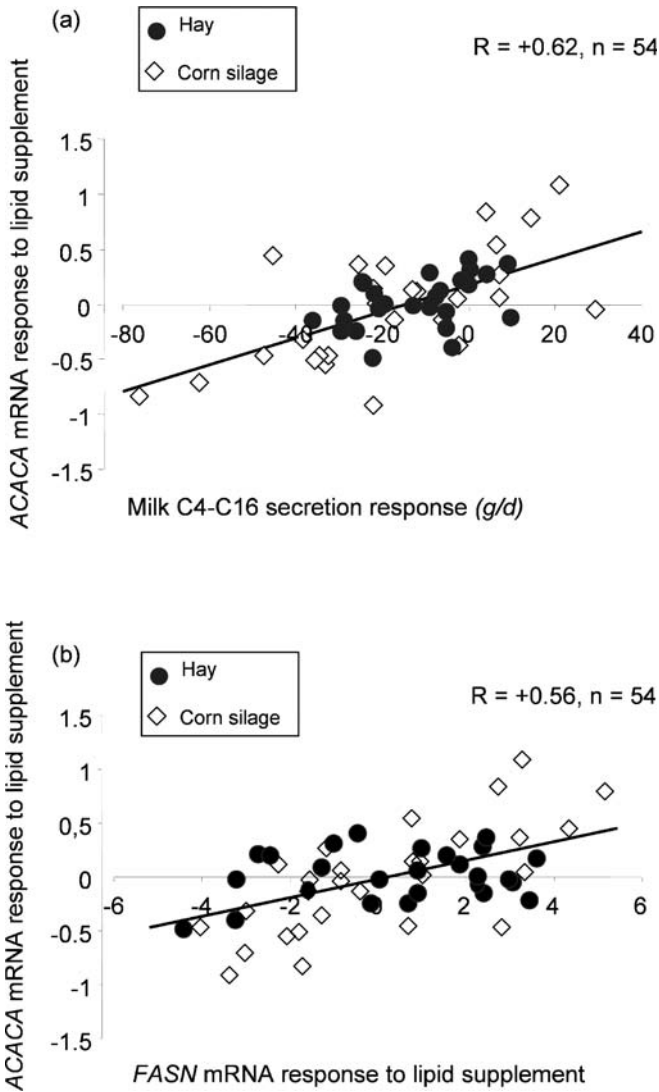 (a)
Hay
Corn silage
R = +0.62, n = 54
ACACA mRNA response to lipid supplement
1.5
1
0.5
0
-0.5
-1
-1.5
-80 -60 -40 -20 0 20 40
Milk C4-C16 secretion response (g/d)
(b)
Hay
Corn silage
R = +0.56, n = 54
ACACA mRNA response to lipid supplement
1.5
1
0.5
0
-0.5
-1
-1.5
-6 -4 -2 0 2 4 6
FASN mRNA response to lipid supplement